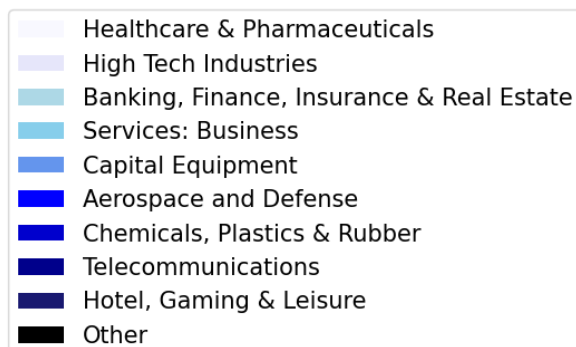 Healthcare & Pharmaceuticals
High Tech Industries
Banking, Finance, Insurance & Real Estate
Services: Business
Capital Equipment
Aerospace and Defense
Chemicals, Plastics & Rubber
Telecommunications
Hotel, Gaming & Leisure
Other